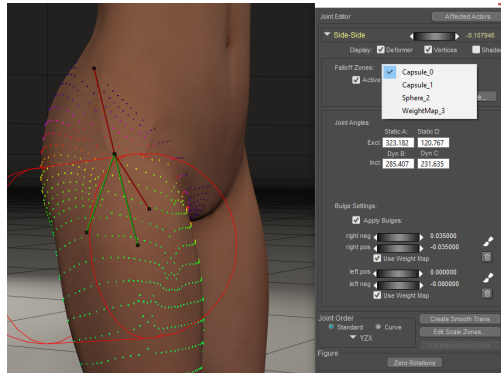 Joint Editor
Affected Actors
Side-Side
-0.107946
Display:
Deformer
Vertices
Shade
Falloff Zones:
Active
Capsule_0
Capsule_1
Sphere_2
WeightMap_3
Joint Angles:
Static A: Static D:
Excl: 323.182 120.767
Dyn B: Dyn C:
Incl: 285.407 231.635
Bulge Settings:
Apply Bulges:
right neg 0.035000
right pos -0.035000
Use Weight Map
left pos 0.000000
left neg -0.080000
Use Weight Map
Joint Order
Create Smooth Trans
Standard Curve
Edit Scale Zones...
YZX
Figure
Zero Rotations